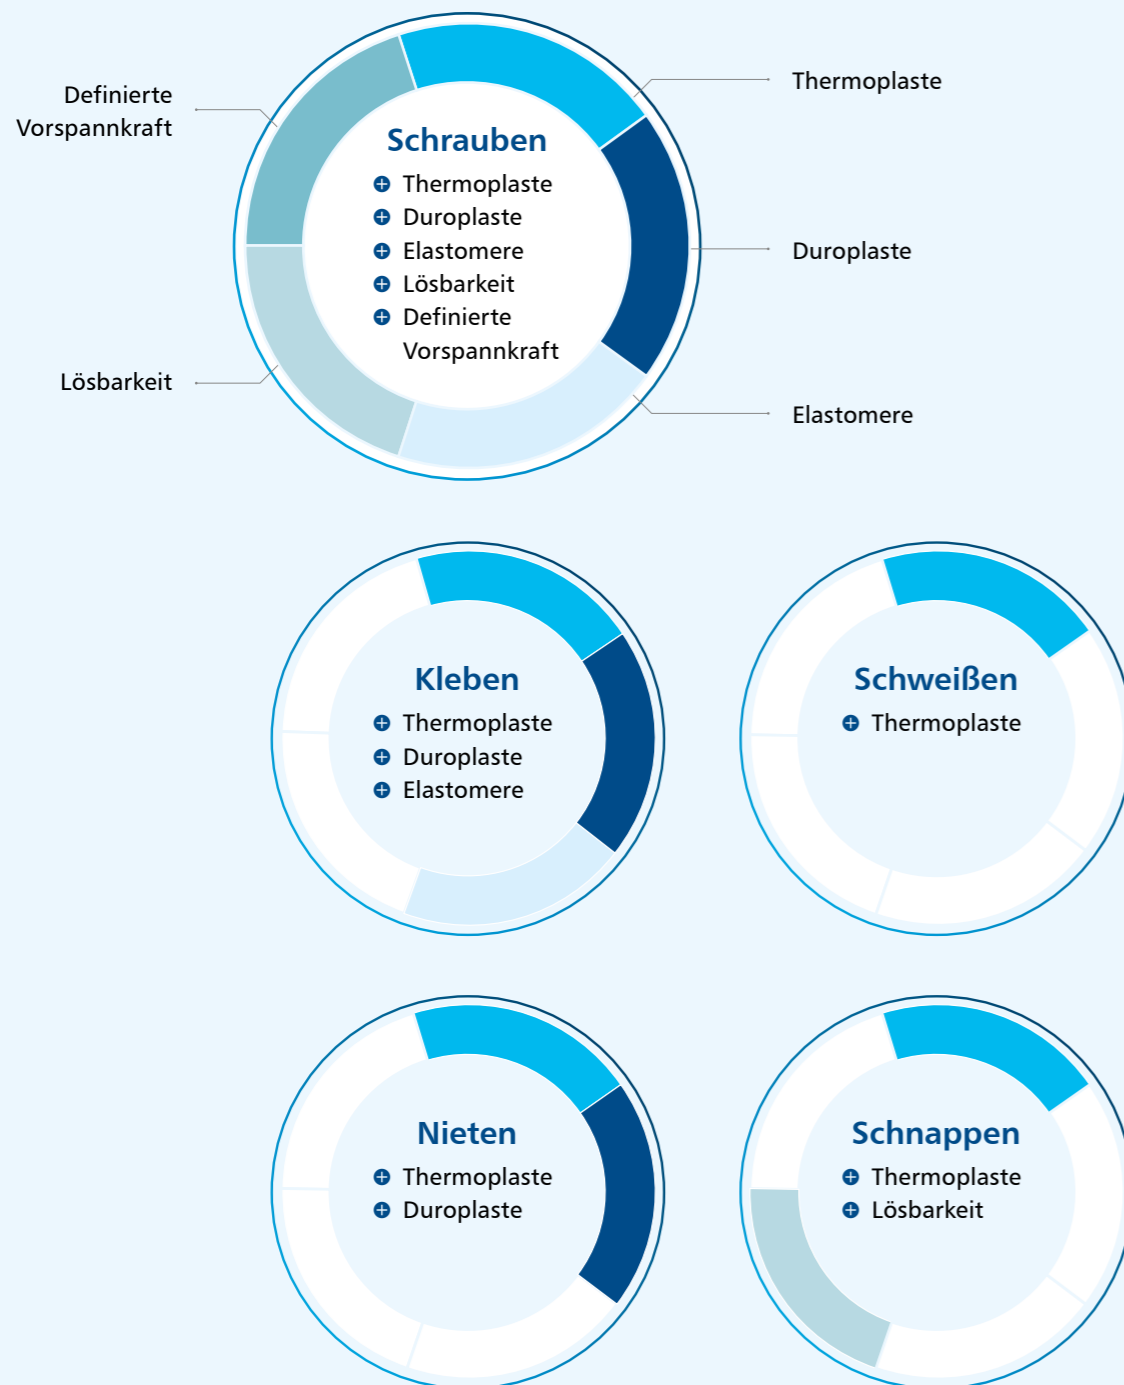 Definierte
Vorspannkraft
Lösbarkeit
Schrauben
Thermoplaste
Duroplaste
Elastomere
Lösbarkeit
Definierte
Vorspannkraft
Thermoplaste
Duroplaste
Elastomere
Kleben
Thermoplaste
Duroplaste
Elastomere
Schweißen
Thermoplaste
Nieten
Thermoplaste
Duroplaste
Schnappen
Thermoplaste
Lösbarkeit